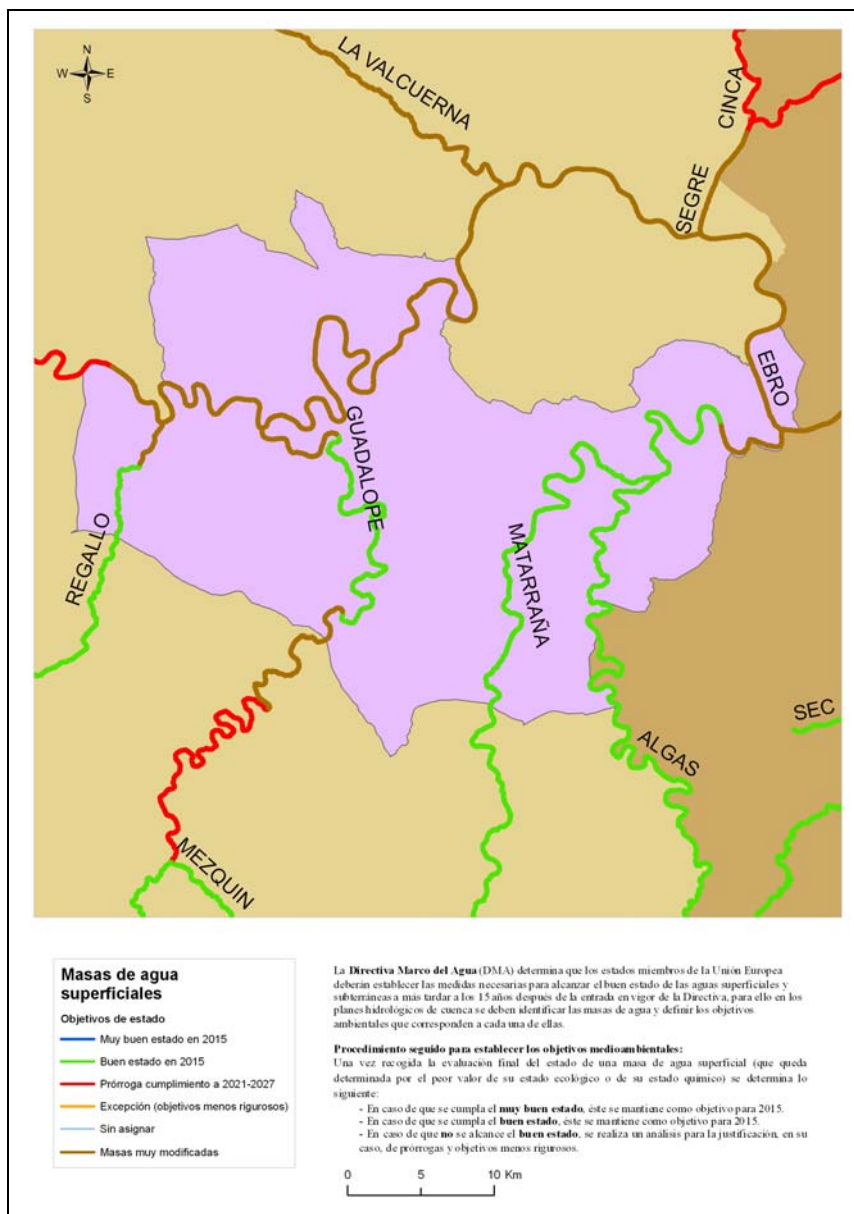 N
W E
S
LA VALCUERNA
CINCA
SEGRE
EBRO
GUADALOPE
REGALLO
MATARRAÑA
SEC
ALGAS
MEZQUIN
Masas de agua
superficiales
Objetivos de estado
Muy buen estado en 2015
Buen estado en 2015
Prórroga cumplimiento a 2021-2027
Excepción (objetivos menos rigurosos)
Sin asignar
Masas muy modificadas
La Directiva Marco del Agua (DMA) determina que los estados miembros de la Unión Europea
deberán establecer las medidas necesarias para alcanzar el buen estado de las aguas superficiales y
subterráneas a más tardar a los 15 años después de la entrada en vigor de la Directiva, para ello en los
planes hidrológicos de cuenca se deben identificar las masas de agua y definir los objetivos
ambientales que corresponden a cada una de ellas.
Procedimiento seguido para establecer los objetivos medioambientales:
Una vez recogida la evaluación final del estado de una masa de agua superficial (que queda
determinada por el peor valor de su estado ecológico o de su estado químico) se determina lo
siguiente:
- En caso de que se cumpla el muy buen estado, éste se mantiene como objetivo para 2015.
- En caso de que se cumpla el buen estado, éste se mantiene como objetivo para 2015.
- En caso de que no se alcance el buen estado, se realiza un análisis para la justificación, en su
caso, de prórrogas y objetivos menos rigurosos.
0 5 10 Km